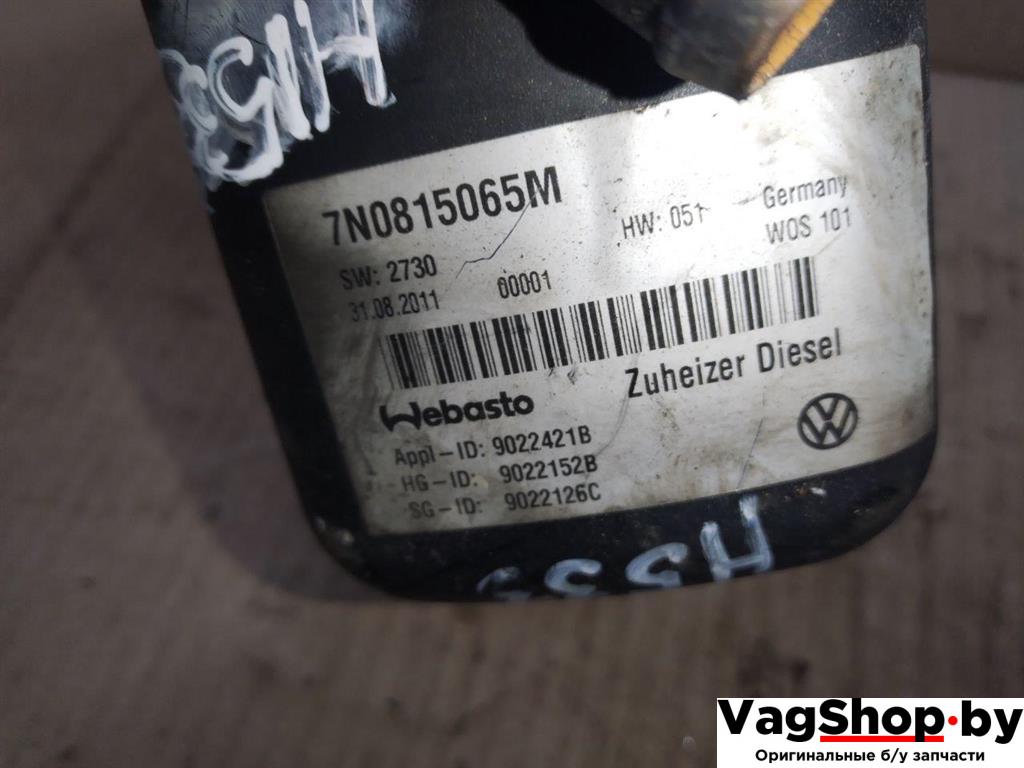 7N0815065M
HW: 051
Germany
SW: 2730
WOS 101
31.08.2011
00001
Webasto
Zuheizer Diesel
Appl-ID: 9022421B
HG-ID: 9022152B
SG-ID: 9022126C
VagShop.by
Оригинальные б/у запчасти